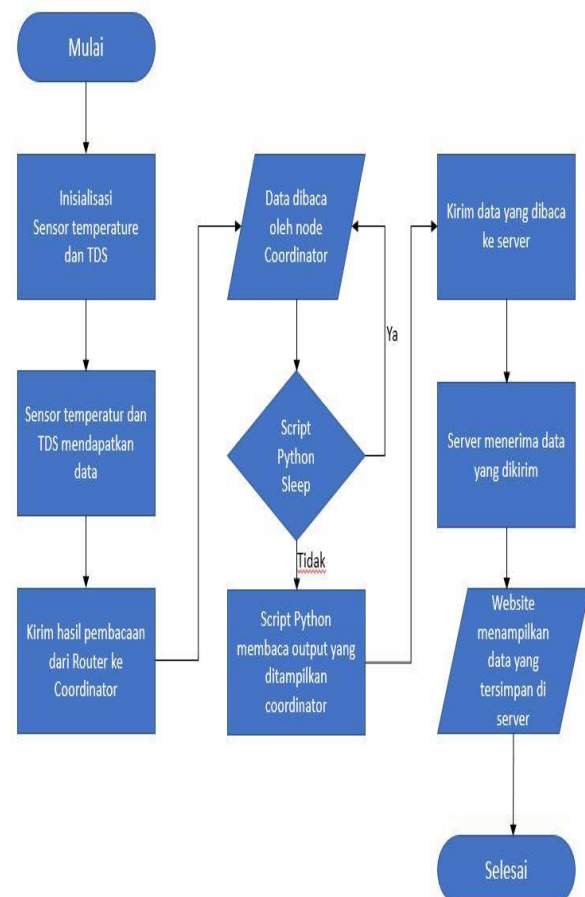 Mulai
Inisialisasi
Sensor temperature
dan TDS
Sensor temperatur dan
TDS mendapatkan
data
Kirim hasil pembacaan
dari Router ke
Coordinator
Data dibaca
oleh node
Coordinator
Ya
Script
Python
Sleep
Tidak
Script Python
membaca output yang
ditampilkan
coordinator
Kirim data yang dibaca
ke server
Server menerima data
yang dikirim
Website
menampilkan
data yang
tersimpan di
server
Selesai